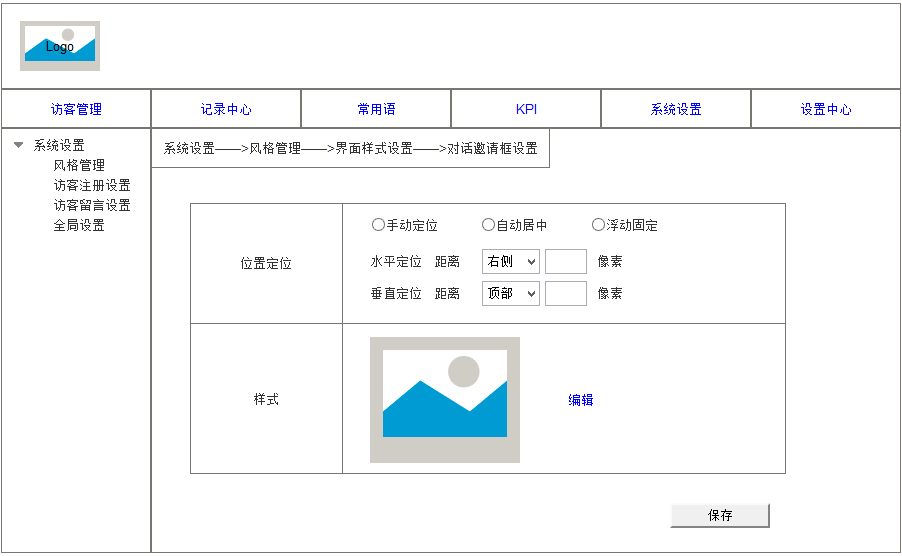 Logo
访客管理 记录中心 常用语 KPI 系统设置 设置中心
系统设置
风格管理
访客注册设置
访客留言设置
全局设置
系统设置——>风格管理——>界面样式设置——>对话邀请框设置
位置定位
手动定位 自动居中 浮动固定
水平定位 距离 右侧 像素
垂直定位 距离 顶部 像素
样式
编辑
保存